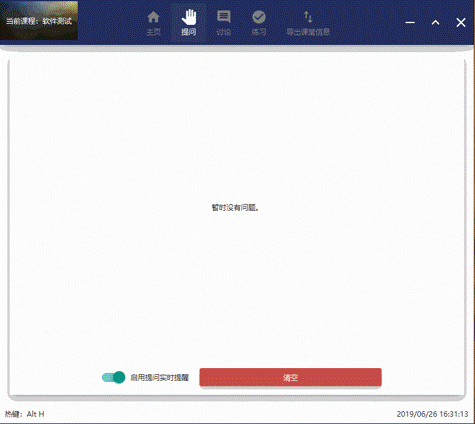 当前课程：软件测试
主页
提问
讨论
练习
导出课堂信息
暂时没有问题。
启用提问实时提醒
清空
热键：Alt H
2019/06/26 16:31:13